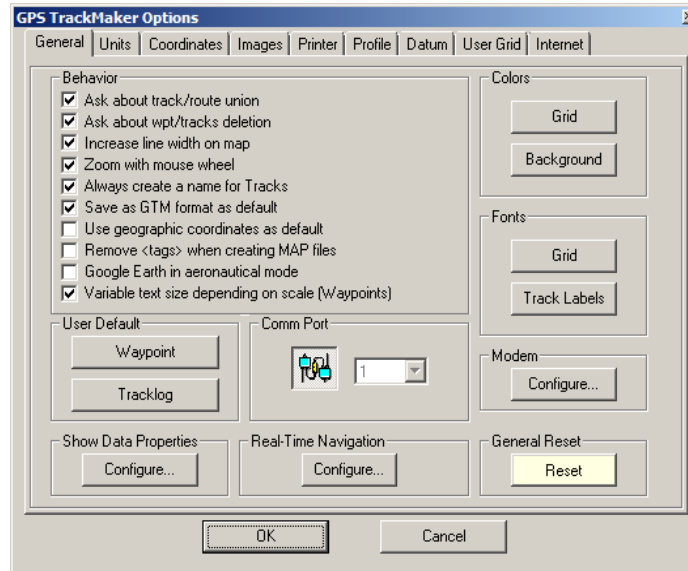 GPS TrackMaker Options
General Units Coordinates Images Printer Profile Datum User Grid Internet
Behavior
Ask about track/route union
Ask about wpt/tracks deletion
Increase line width on map
Zoom with mouse wheel
Always create a name for Tracks
Save as GTM format as default
Use geographic coordinates as default
Remove <tags> when creating MAP files
Google Earth in aeronautical mode
Variable text size depending on scale (Waypoints)
Colors
Grid
Background
Fonts
Grid
Track Labels
User Default
Waypoint
Tracklog
Comm Port
1
Modem
Configure...
Show Data Properties
Configure...
Real-Time Navigation
Configure...
General Reset
Reset
OK
Cancel